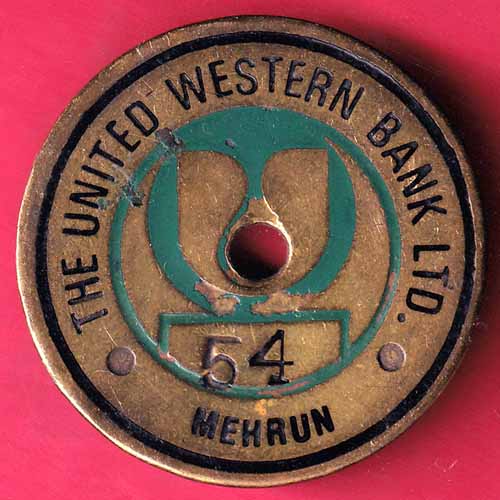 THE UNITED WESTERN BANK LTD.
54
MEHRUN